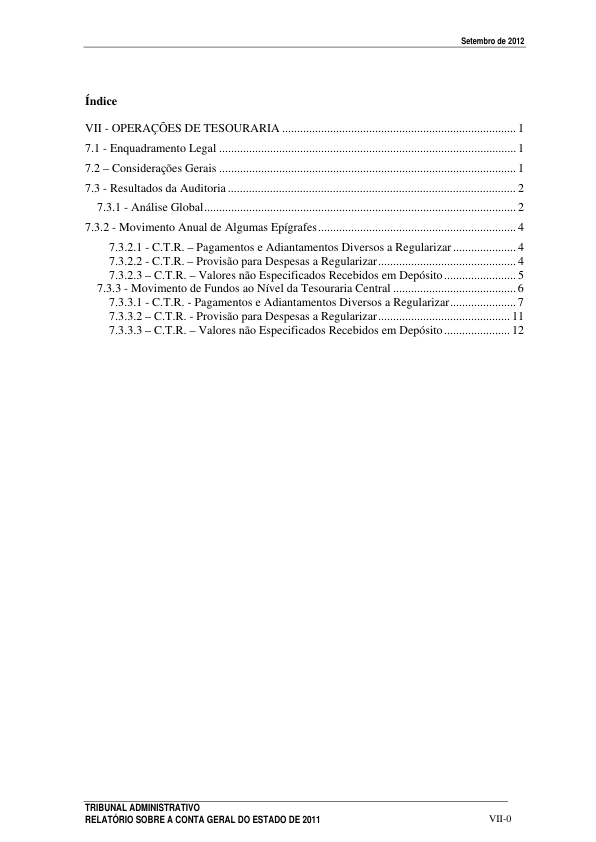 Setembro de 2012
Índice
VII - OPERAÇÕES DE TESOURARIA .............................................................................. 1
7.1 - Enquadramento Legal ................................................................................................... 1
7.2 – Considerações Gerais ................................................................................................... 1
7.3 - Resultados da Auditoria ................................................................................................ 2
7.3.1 - Análise Global........................................................................................................ 2
7.3.2 - Movimento Anual de Algumas Epígrafes.................................................................. 4
7.3.2.1 - C.T.R. – Pagamentos e Adiantamentos Diversos a Regularizar ..................... 4
7.3.2.2 - C.T.R. – Provisão para Despesas a Regularizar.............................................. 4
7.3.2.3 – C.T.R. – Valores não Especificados Recebidos em Depósito ........................ 5
7.3.3 - Movimento de Fundos ao Nível da Tesouraria Central ......................................... 6
7.3.3.1 - C.T.R. - Pagamentos e Adiantamentos Diversos a Regularizar...................... 7
7.3.3.2 – C.T.R. - Provisão para Despesas a Regularizar............................................ 11
7.3.3.3 – C.T.R. – Valores não Especificados Recebidos em Depósito ...................... 12
TRIBUNAL ADMINISTRATIVO
RELATÓRIO SOBRE A CONTA GERAL DO ESTADO DE 2011
VII-0